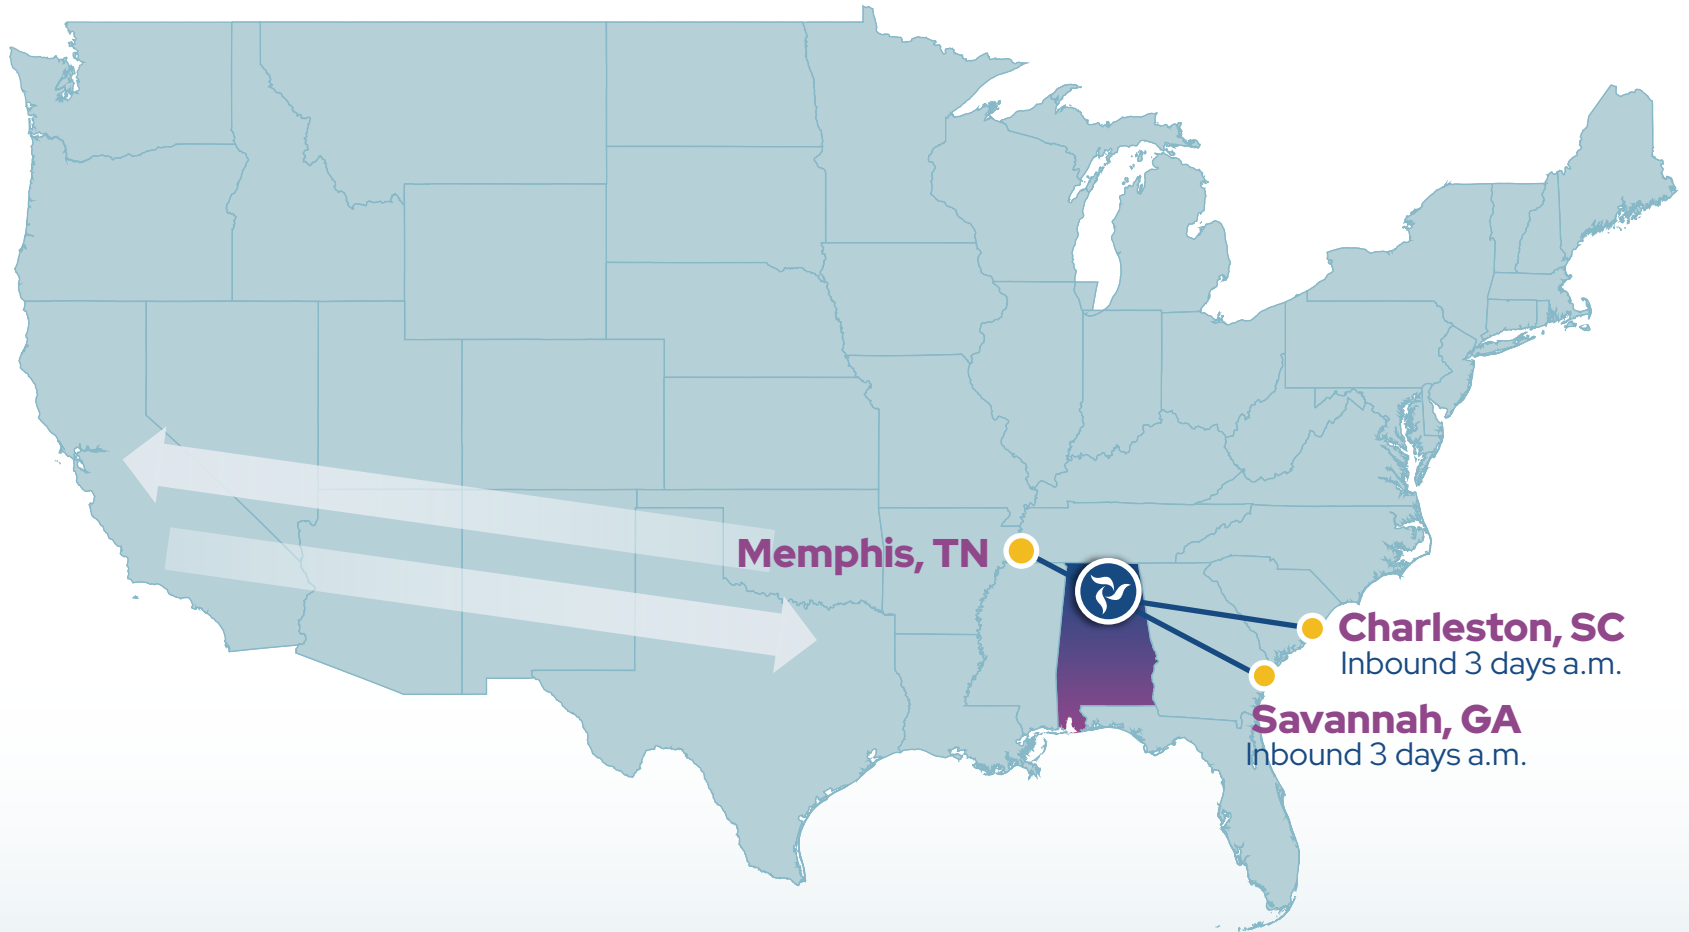 Memphis, TN
Charleston, SC
Inbound 3 days a.m.
Savannah, GA
Inbound 3 days a.m.